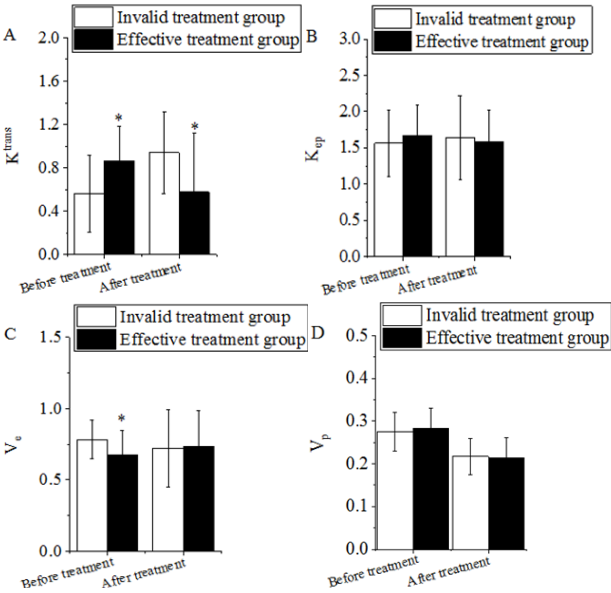 A
Invalid treatment group
Effective treatment group
2.0
1.6
1.2
0.8
0.4
0.0
K^trans
*
*
Before treatment
After treatment
B
Invalid treatment group
Effective treatment group
3.0
2.5
2.0
1.5
1.0
0.5
0.0
K_ep
Before treatment
After treatment
C
Invalid treatment group
Effective treatment group
1.5
1.0
0.5
0.0
V_e
*
Before treatment
After treatment
D
Invalid treatment group
Effective treatment group
0.5
0.4
0.3
0.2
0.1
0.0
V_p
Before treatment
After treatment